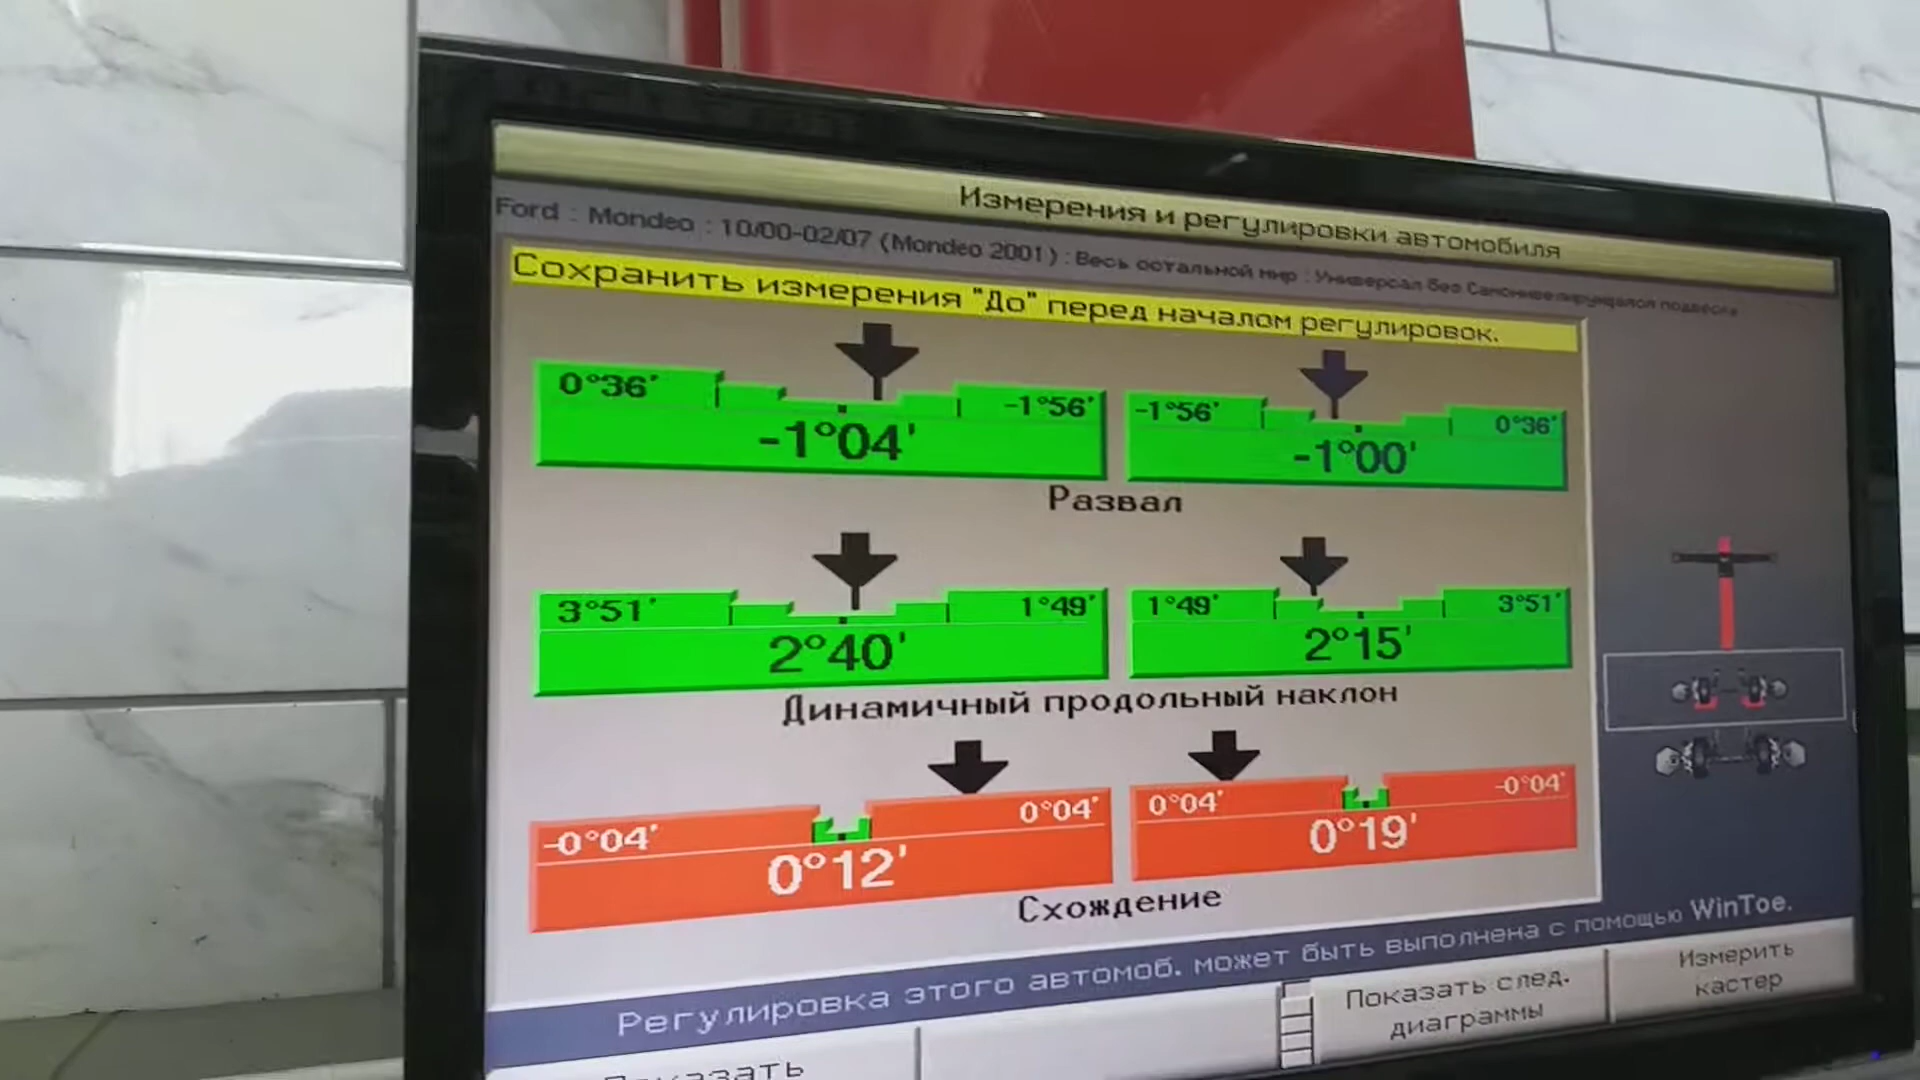 Измерения и регулировки автомобиля
Ford : Mondeo : 10/00-02/07 (Mondeo 2001) : Весь остальной мир : Универсал без Самонивелирующаяся подвеска
Сохранить измерения "До" перед началом регулировок.
0°36' -1°56' -1°56' 0°36'
-1°04' -1°00'
Развал
3°51' 1°49' 1°49' 3°51'
2°40' 2°15'
Динамичный продольный наклон
-0°04' 0°04' 0°04' -0°04'
0°12' 0°19'
Схождение
Регулировка этого автомоб. может быть выполнена с помощью WinToe.
Показать след.
диаграммы
Измерить
кастер
Показать